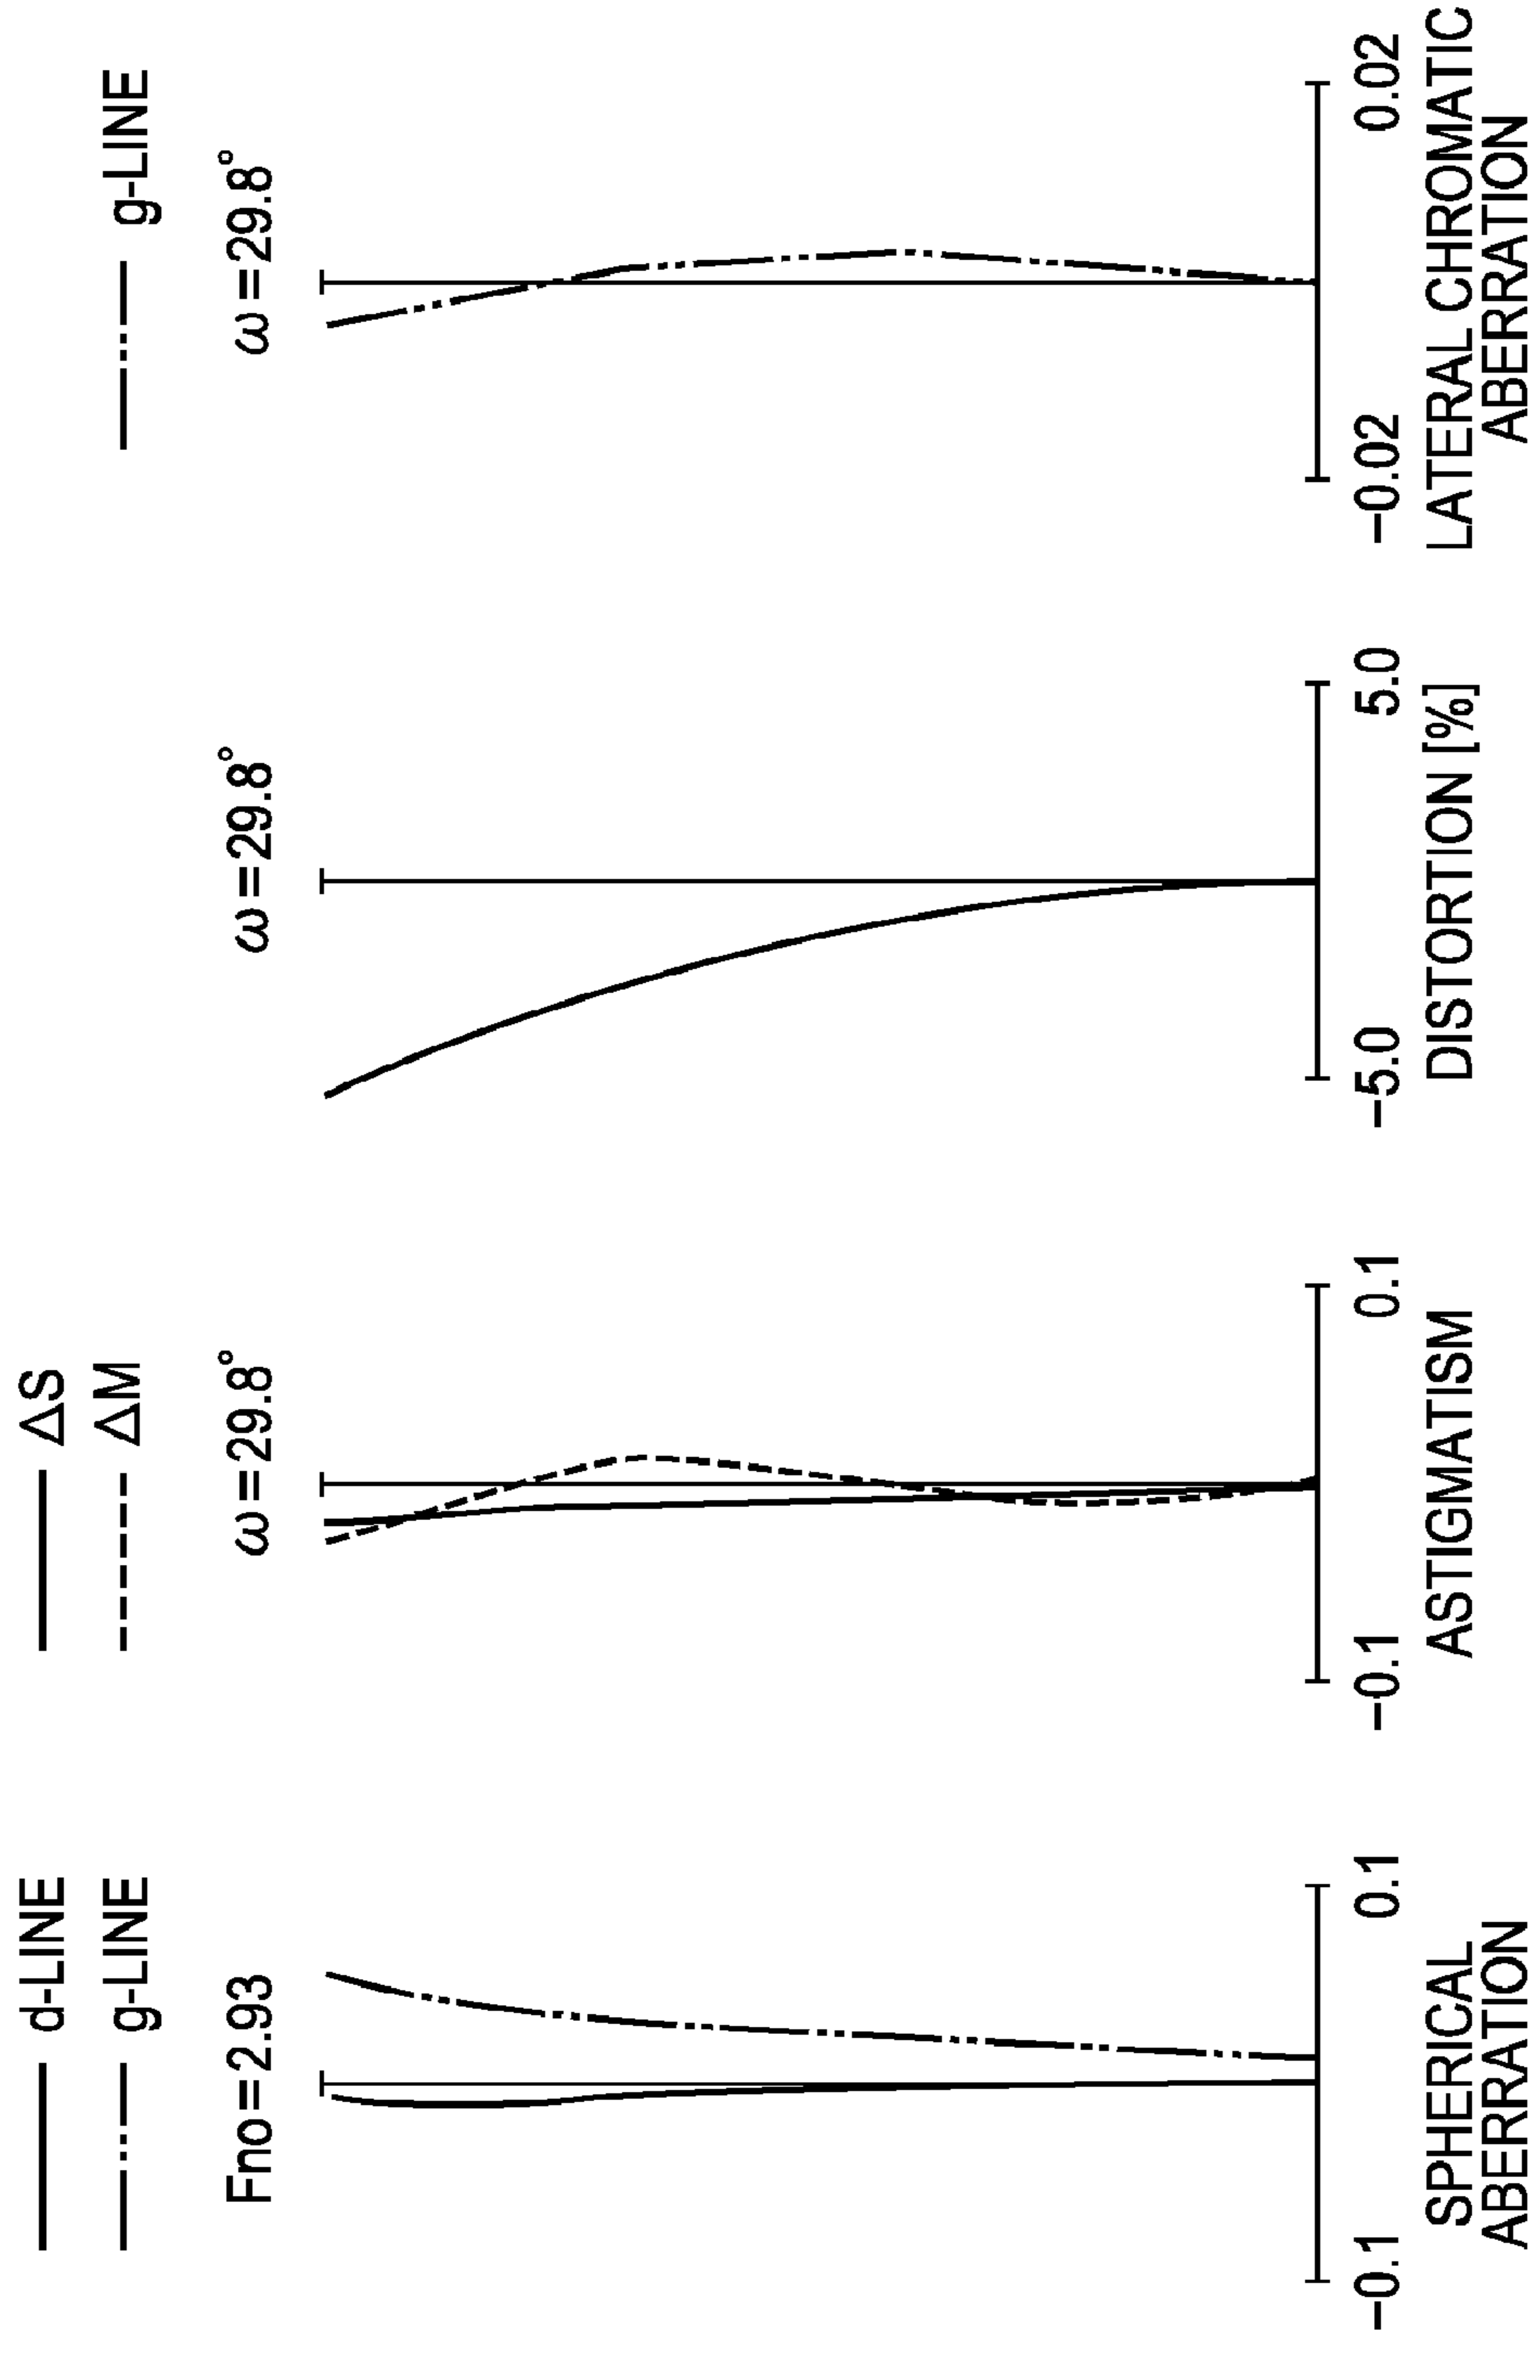 d-LINE
g-LINE
Fno=2.93
−0.1
0.1
SPHERICAL
ABERRATION
ΔS
ΔM
ω=29.8°
−0.1
0.1
ASTIGMATISM
ω=29.8°
−5.0
5.0
DISTORTION [%]
g-LINE
ω=29.8°
−0.02
0.02
LATERAL CHROMATIC
ABERRATION